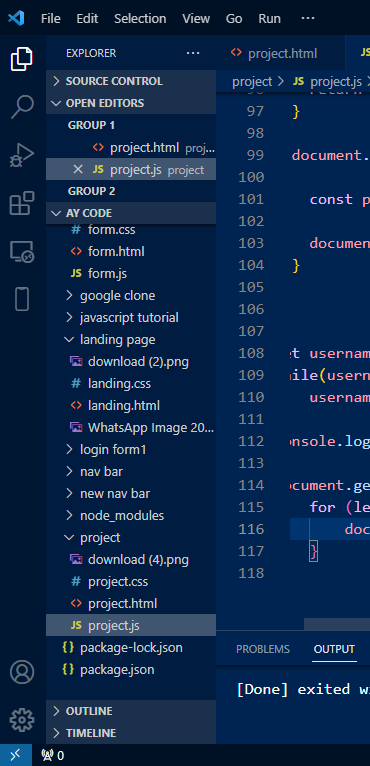 File Edit Selection View Go Run ...
EXPLORER ...
project.html
JS
SOURCE CONTROL
project > JS project.js >
OPEN EDITORS
GROUP 1
project.html proj...
JS project.js project
GROUP 2
AY CODE
# form.css
form.html
JS form.js
google clone
javascript tutorial
landing page
download (2).png
# landing.css
landing.html
WhatsApp Image 20...
login form1
nav bar
new nav bar
node_modules
project
download (4).png
# project.css
project.html
JS project.js
{} package-lock.json
{} package.json
OUTLINE
TIMELINE
96 return
97 }
98
99 document.
100
101 const p
102
103 document
104 }
105
106
107
108 et usernam
109 hile(usern
110 usernam
111
112 onsole.log
113
114 ocument.ge
115 for (le
116 doc
117 }
118
PROBLEMS OUTPUT
[Done] exited wi
0